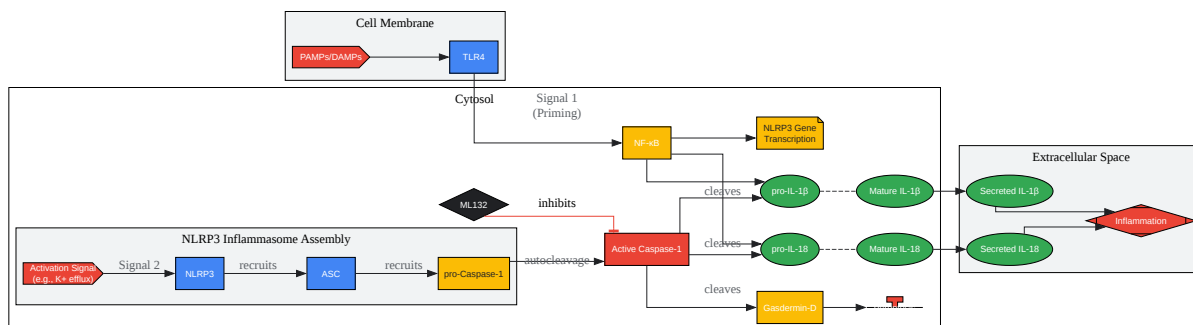 Cell Membrane
PAMPs/DAMPs
TLR4
Cytosol
Signal 1
(Priming)
NF-κB
NLRP3 Gene
Transcription
Extracellular Space
ML132
inhibits
cleaves
pro-IL-1β
Mature IL-1β
Secreted IL-1β
Inflammation
NLRP3 Inflammasome Assembly
Active Caspase-1
cleaves
pro-IL-18
Mature IL-18
Secreted IL-18
Activation Signal
(e.g., K+ efflux)
Signal 2
NLRP3
recruits
ASC
recruits
pro-Caspase-1
autocleavage
cleaves
Gasdermin-D